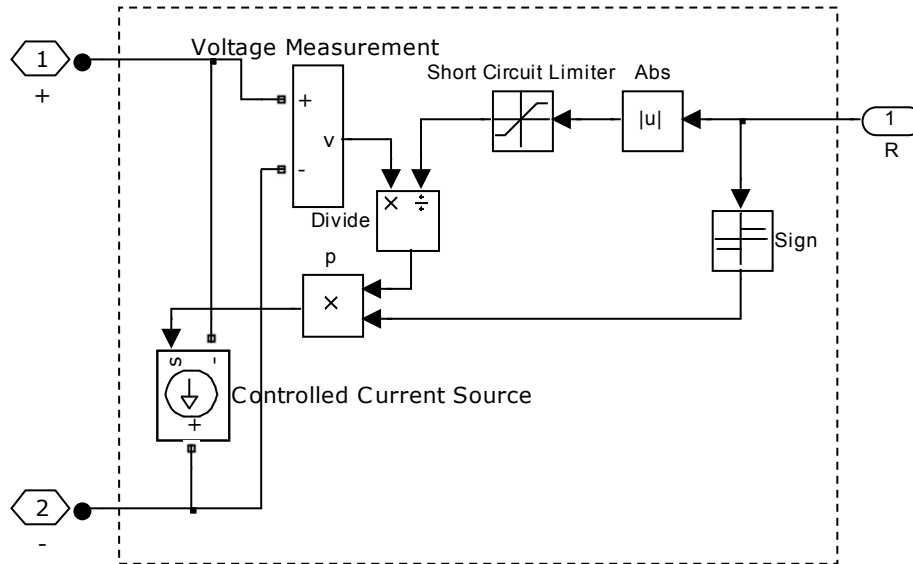 Voltage Measurement
1
+
Short Circuit Limiter
Abs
+
v
-
|u|
1
R
Divide
×
÷
Sign
p
×
s
-
+
Controlled Current Source
2
-